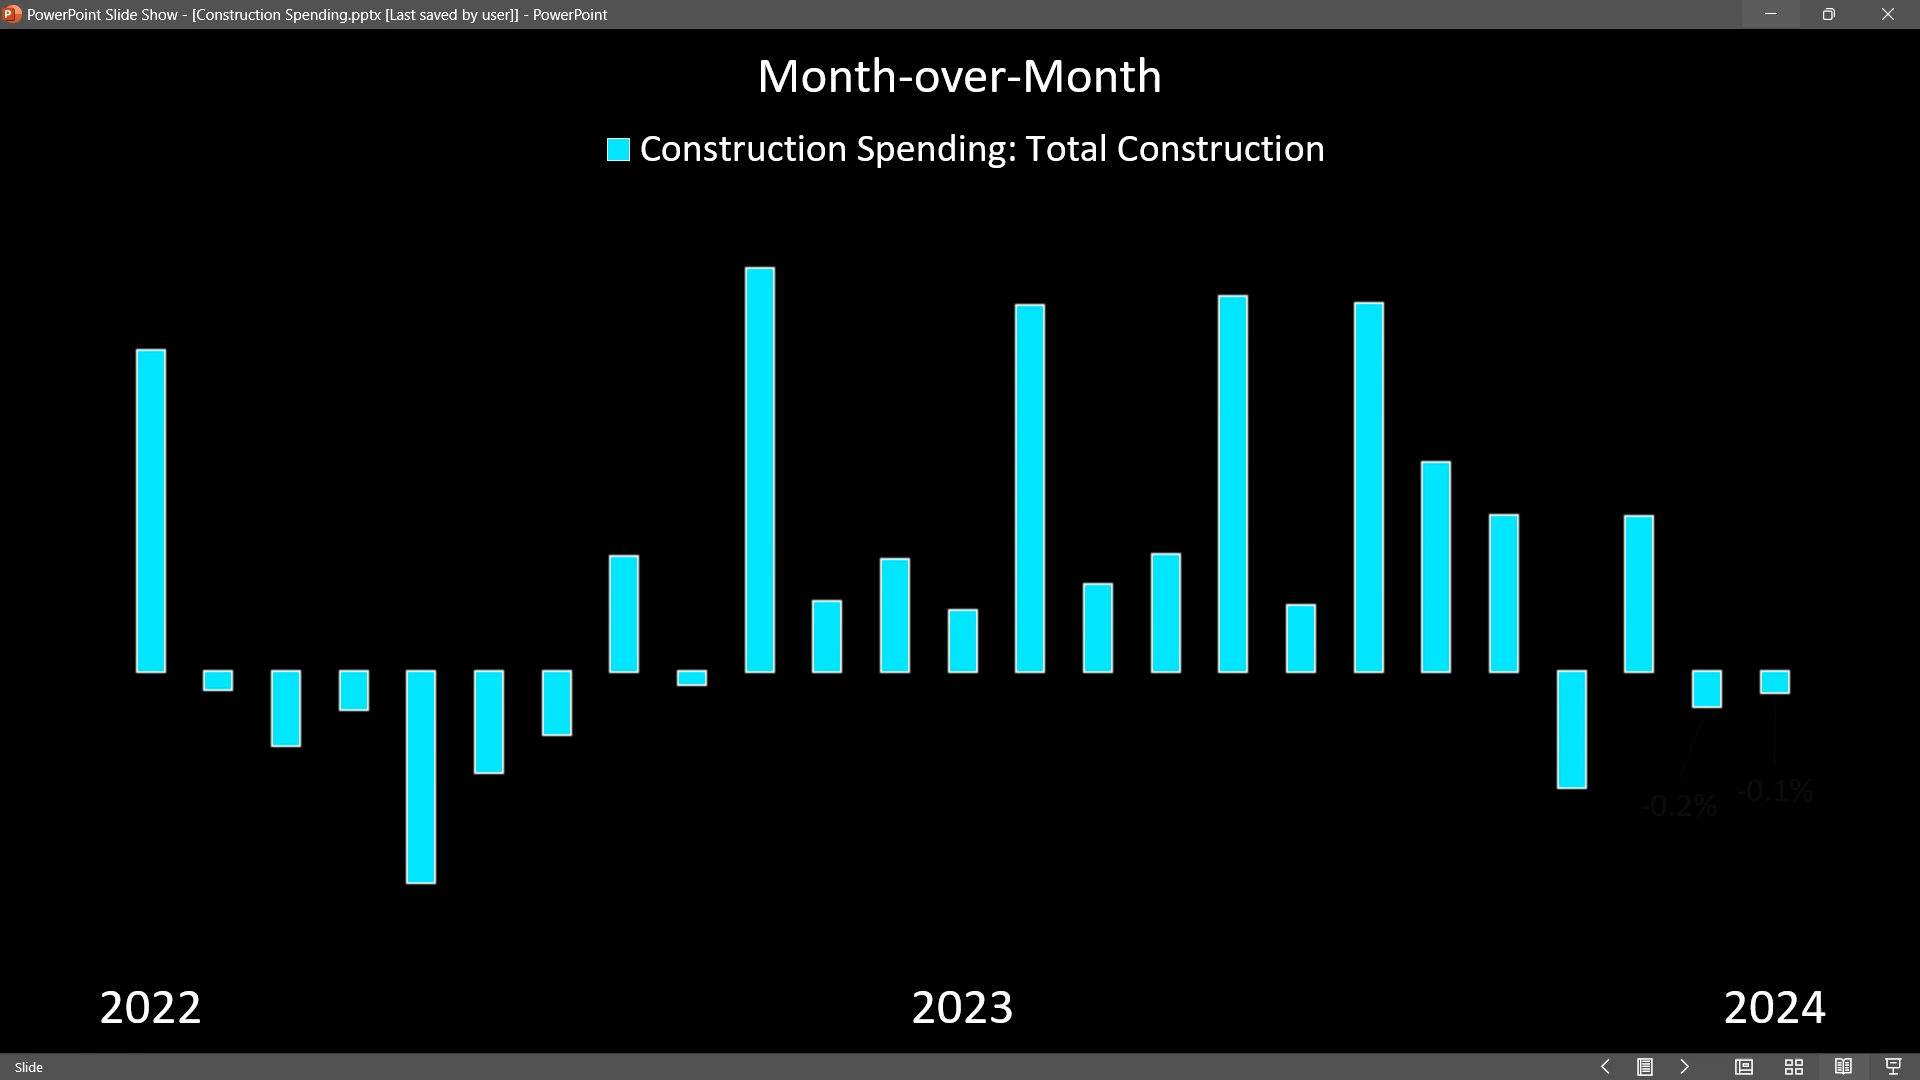 PowerPoint Slide Show - [Construction Spending.pptx [Last saved by user]] - PowerPoint
Month-over-Month
Construction Spending: Total Construction
-0.2%
-0.1%
2022
2023
2024
Slide